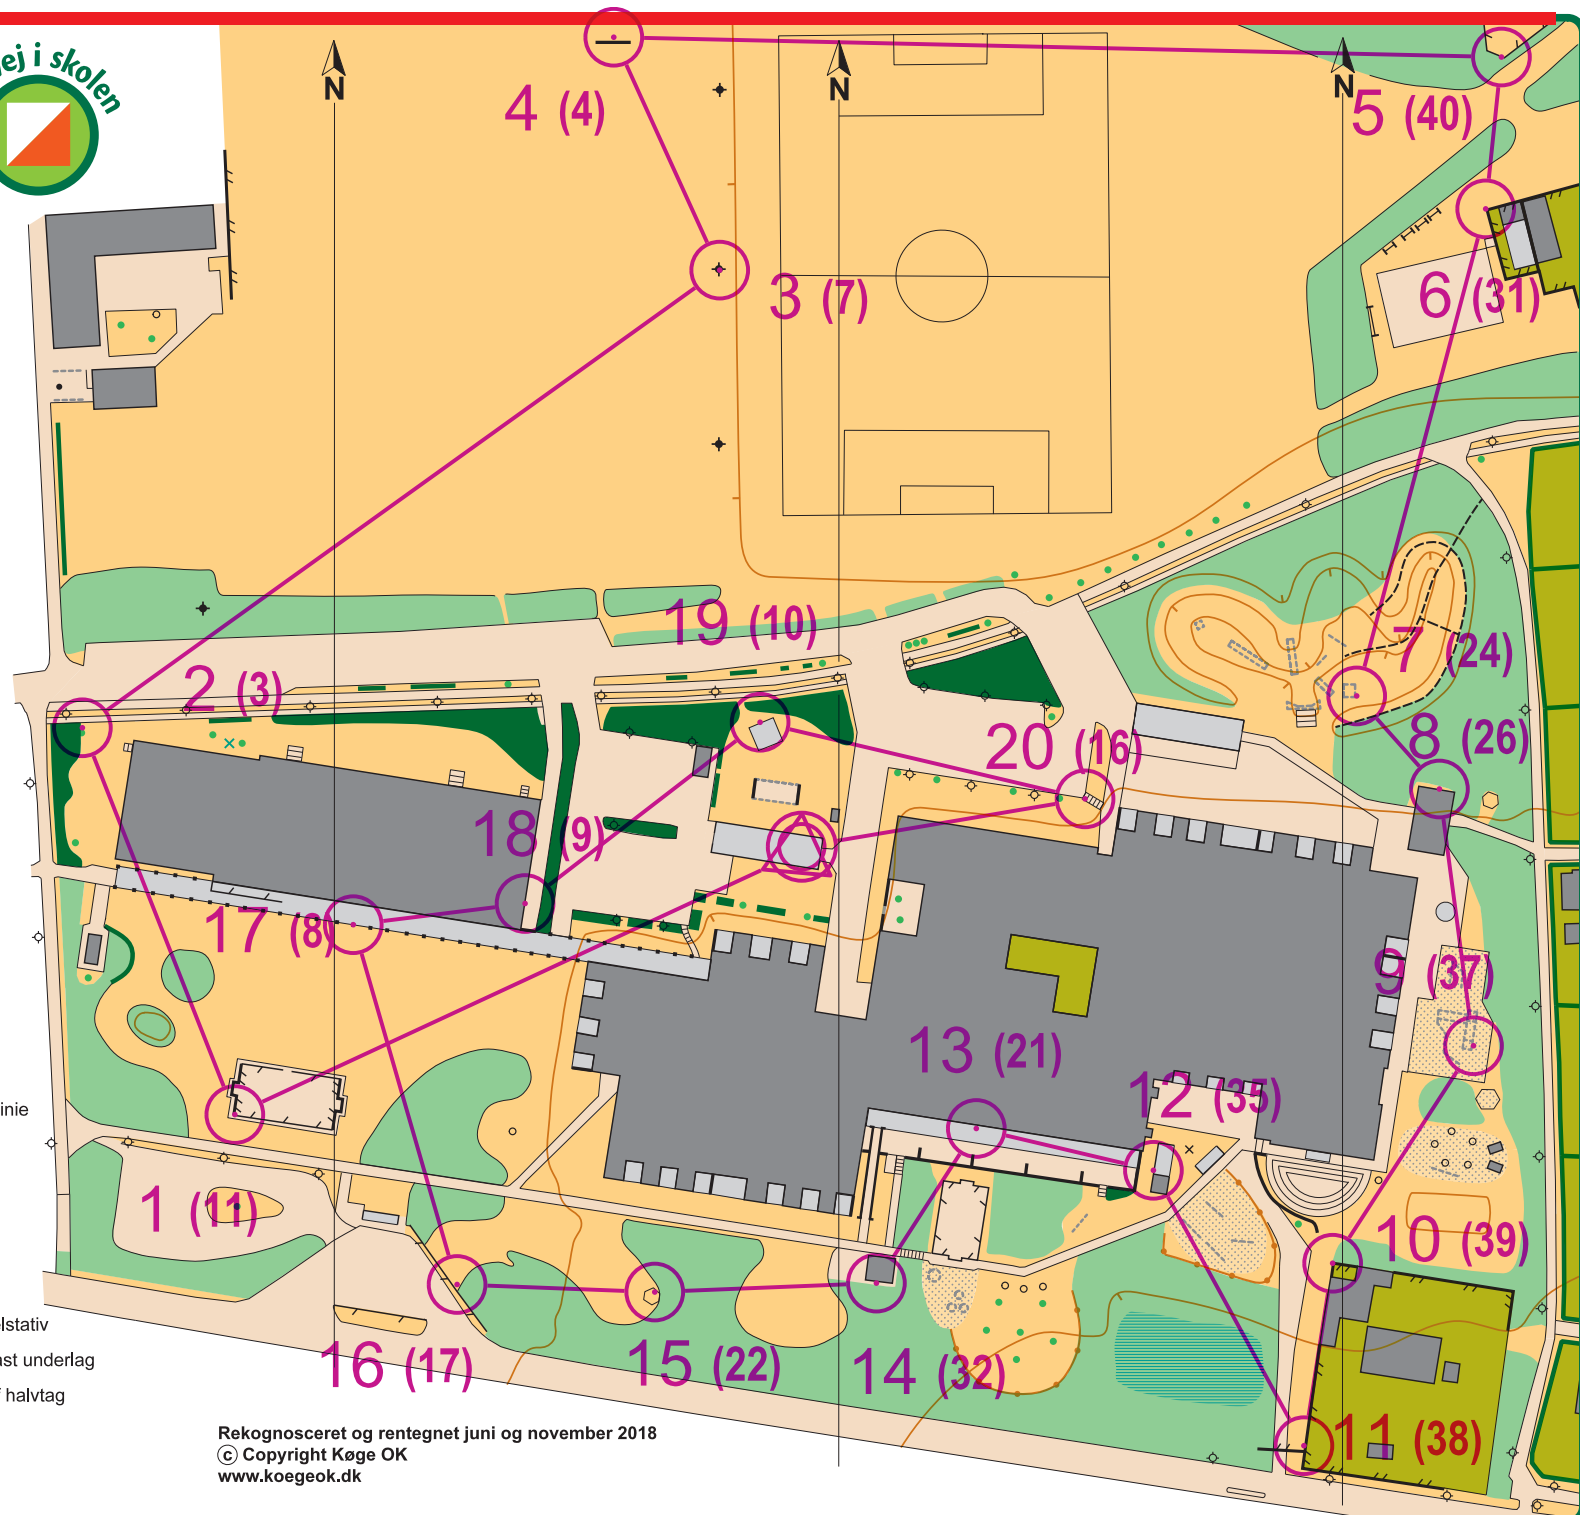 ej i skolen
N
N
N
4 (4)
5 (40)
3 (7)
6 (31)
19 (10)
7 (24)
2 (3)
8 (26)
20 (16)
18 (9)
17 (8)
9 (37)
13 (21)
12 (35)
inie
1 (11)
10 (39)
elstativ
ast underlag
16 (17)
15 (22)
14 (32)
halvtag
11 (38)
Rekognosceret og rentegnet juni og november 2018
© Copyright Køge OK
www.koegeok.dk